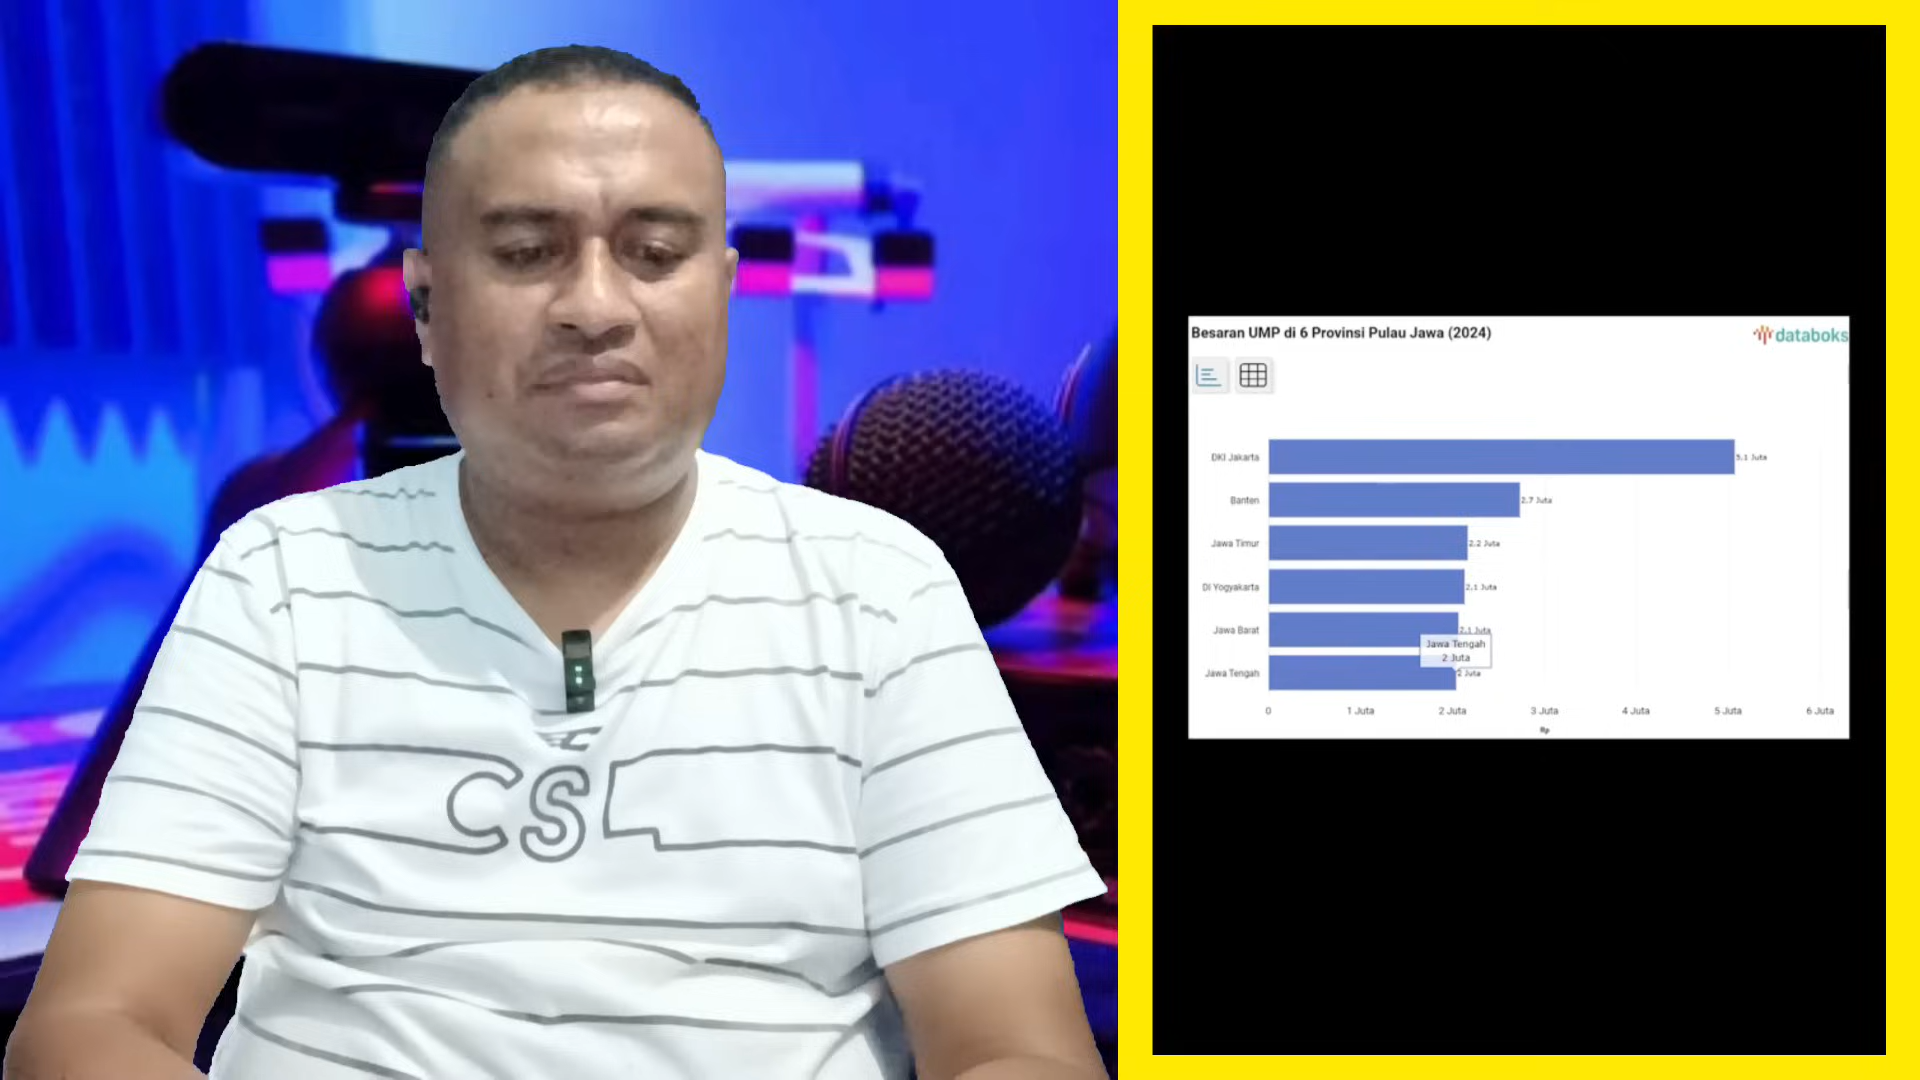 CS
Besaran UMP di 6 Provinsi Pulau Jawa (2024)
databoks
DKI Jakarta
5.1 Juta
Banten
2.7 Juta
Jawa Timur
2.2 Juta
DI Yogyakarta
2.1 Juta
Jawa Barat
2.1 Juta
Jawa Tengah
2 Juta
Jawa Tengah
2 Juta
0
1 Juta
2 Juta
3 Juta
4 Juta
5 Juta
6 Juta
Rp